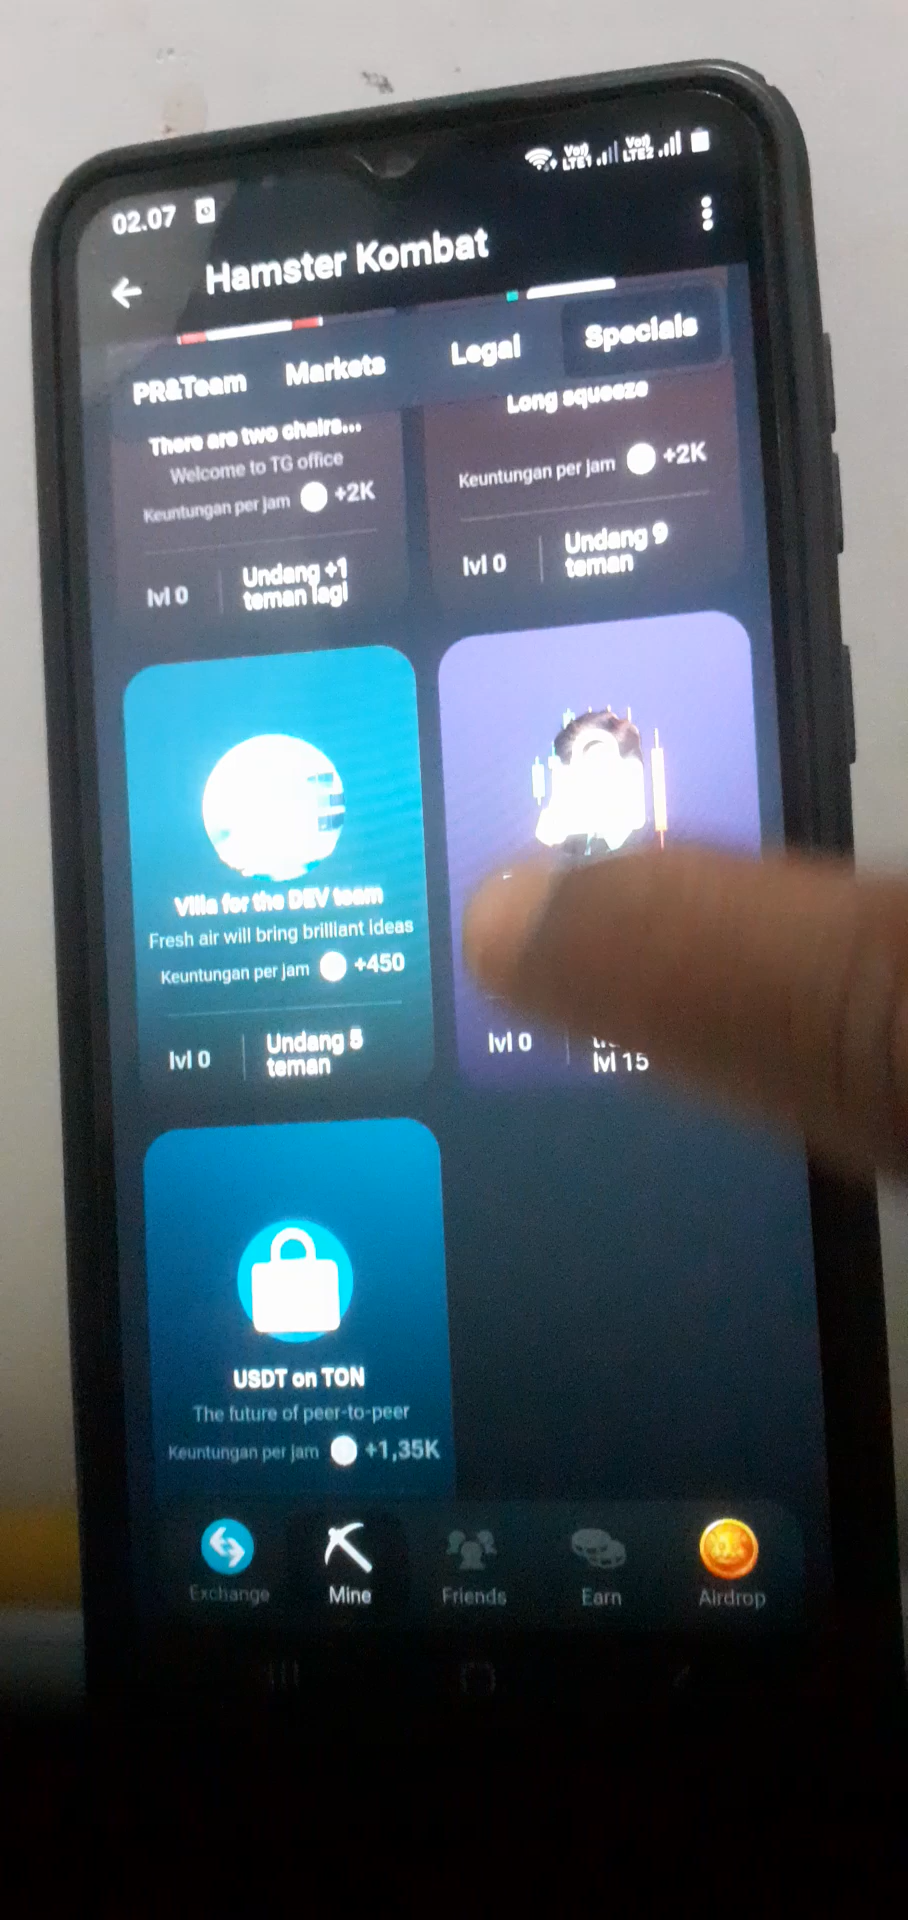 02.07
Vo)) LTE1 Vo)) LTE2
Hamster Kombat
PR&Team Markets Legal Specials
There are two chairs...
Welcome to TG office
Keuntungan per jam +2K
lvl 0
Undang +1
teman lagi
Long squeeze
Keuntungan per jam +2K
lvl 0
Undang 9
teman
Villa for the DEV team
Fresh air will bring brilliant ideas
Keuntungan per jam +450
lvl 0
Undang 5
teman
lvl 0
lvl 15
USDT on TON
The future of peer-to-peer
Keuntungan per jam +1,35K
Exchange Mine Friends Earn Airdrop